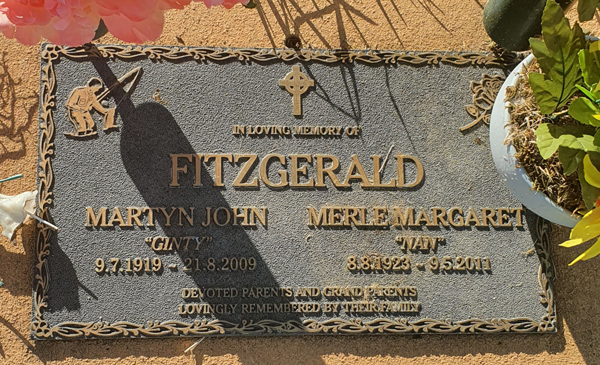 IN LOVING MEMORY OF
FITZGERALD
MARTYN JOHN MERLE MARGARET
"GINTY" "NAN"
9.7.1919 ~ 21.8.2009 8.8.1923 ~ 9.5.2011
DEVOTED PARENTS AND GRANDPARENTS
LOVINGLY REMEMBERED BY THEIR FAMILY